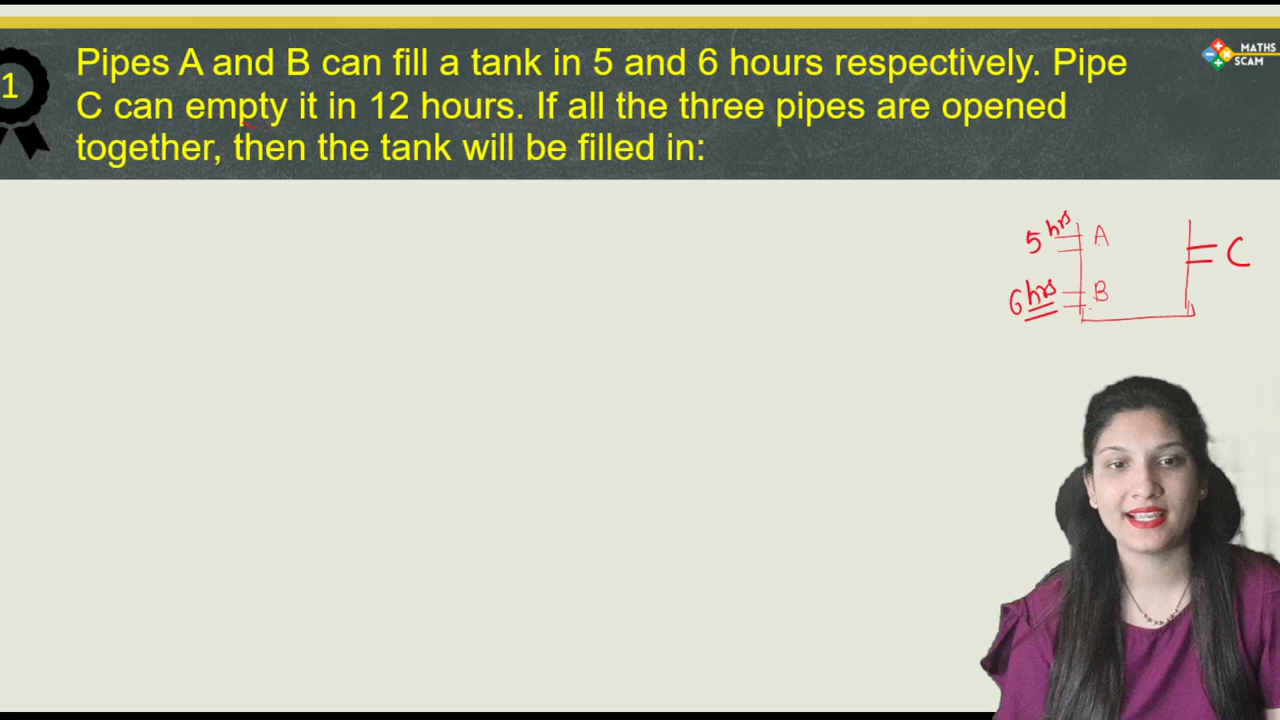 1
Pipes A and B can fill a tank in 5 and 6 hours respectively. Pipe
C can empty it in 12 hours. If all the three pipes are opened
together, then the tank will be filled in:
MATHS
SCAM
5 hrs A
C
6 hrs B